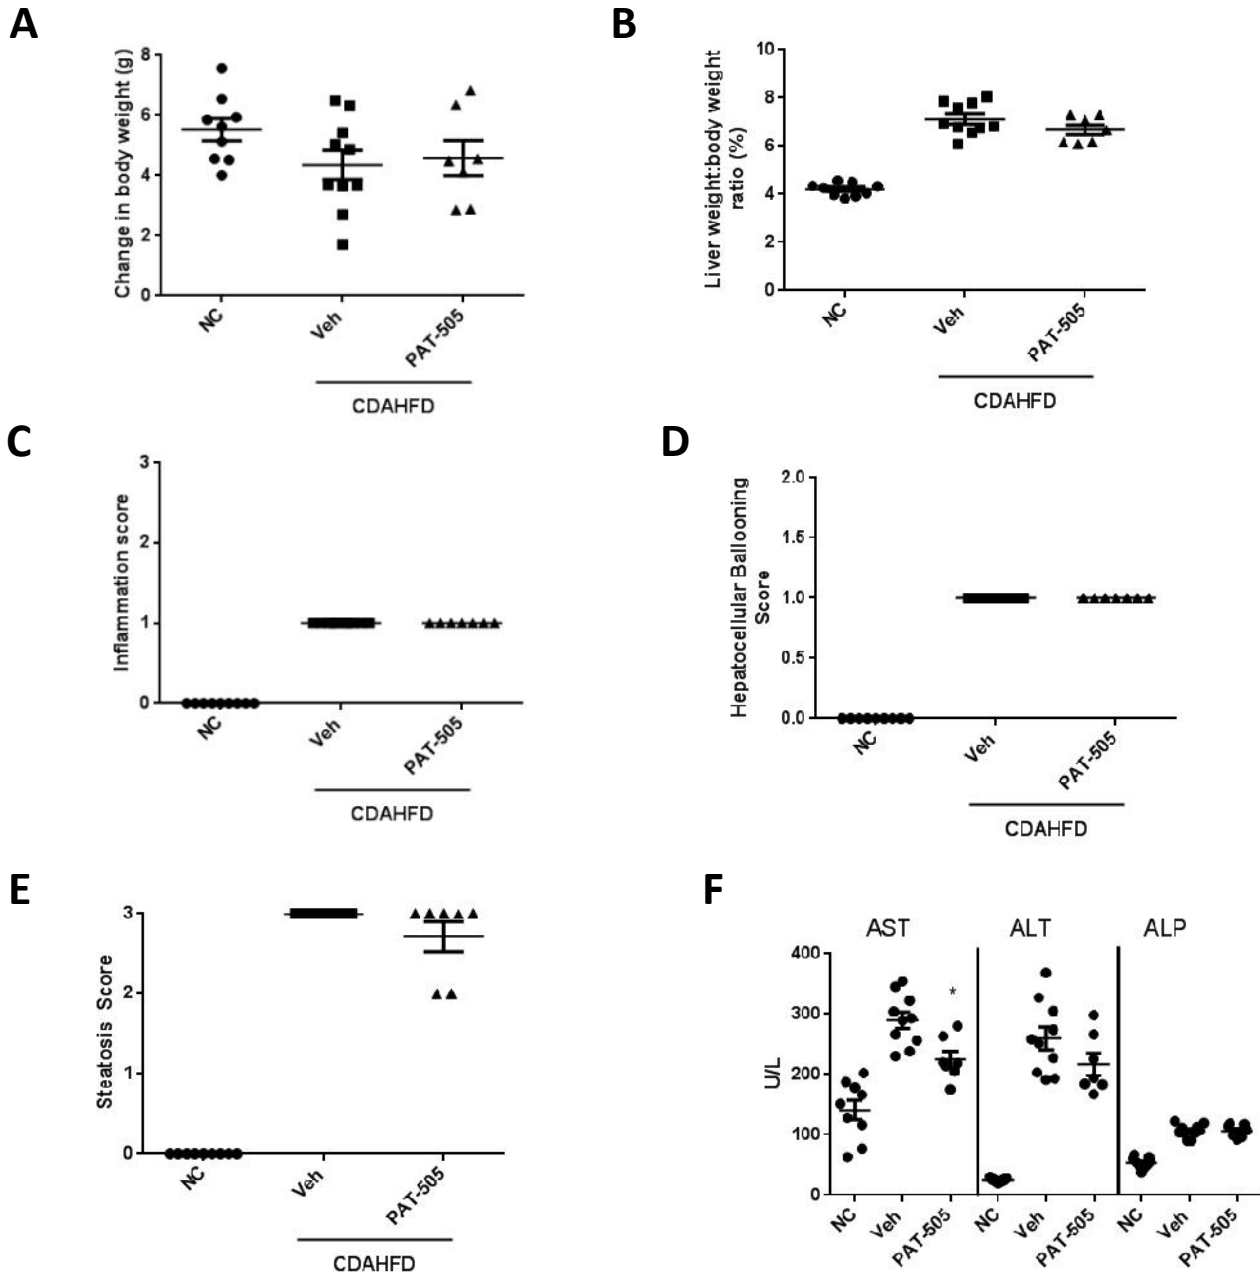 A
Change in body weight (g)
8
6
4
2
0
NC
Veh
PAT-505
CDAHFD
B
Liver weight:body weight
ratio (%)
10
8
6
4
2
0
NC
Veh
PAT-505
CDAHFD
C
Inflammation score
3
2
1
0
NC
Veh
PAT-505
CDAHFD
D
Hepatocellular Ballooning
Score
2.0
1.5
1.0
0.5
0.0
NC
Veh
PAT-505
CDAHFD
E
Steatosis Score
3
2
1
0
NC
Veh
PAT-505
CDAHFD
F
AST
ALT
ALP
U/L
400
300
200
100
0
*
NC
Veh
PAT-505
NC
Veh
PAT-505
NC
Veh
PAT-505